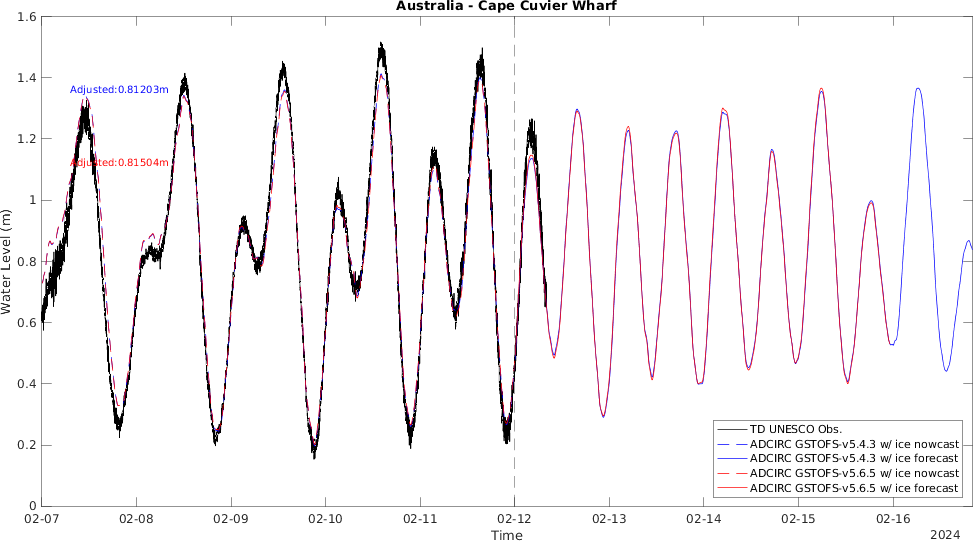 Australia - Cape Cuvier Wharf
1.6
1.4
1.2
1
0.8
0.6
0.4
0.2
0
Water Level (m)
Adjusted:0.81203m
Adjusted:0.81504m
TD UNESCO Obs.
ADCIRC GSTOFS-v5.4.3 w/ ice nowcast
ADCIRC GSTOFS-v5.4.3 w/ ice forecast
ADCIRC GSTOFS-v5.6.5 w/ ice nowcast
ADCIRC GSTOFS-v5.6.5 w/ ice forecast
02-07 02-08 02-09 02-10 02-11 02-12 02-13 02-14 02-15 02-16
Time
2024